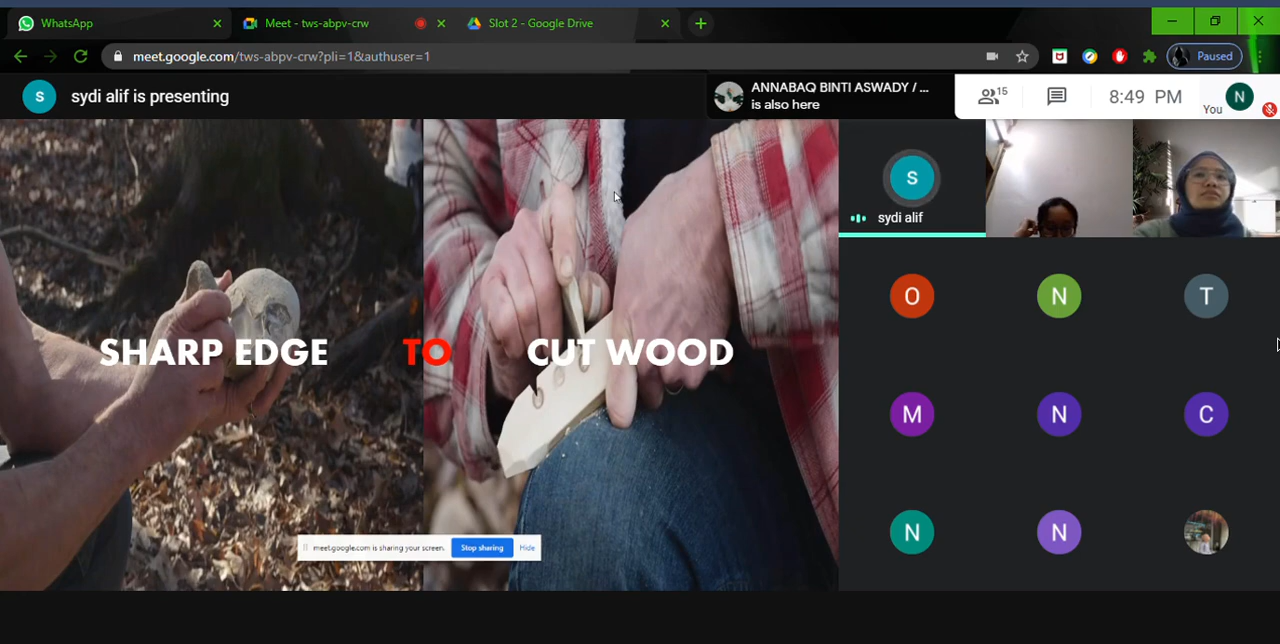 WhatsApp
Meet - tws-abpv-crw
Slot 2 - Google Drive
meet.google.com/tws-abpv-crw?pli=1&authuser=1
Paused
S
sydi alif is presenting
ANNABAQ BINTI ASWADY / ...
is also here
15
8:49 PM
You
N
S
sydi alif
O
N
T
SHARP EDGE TO CUT WOOD
M
N
C
N
N
meet.google.com is sharing your screen.
Stop sharing
Hide